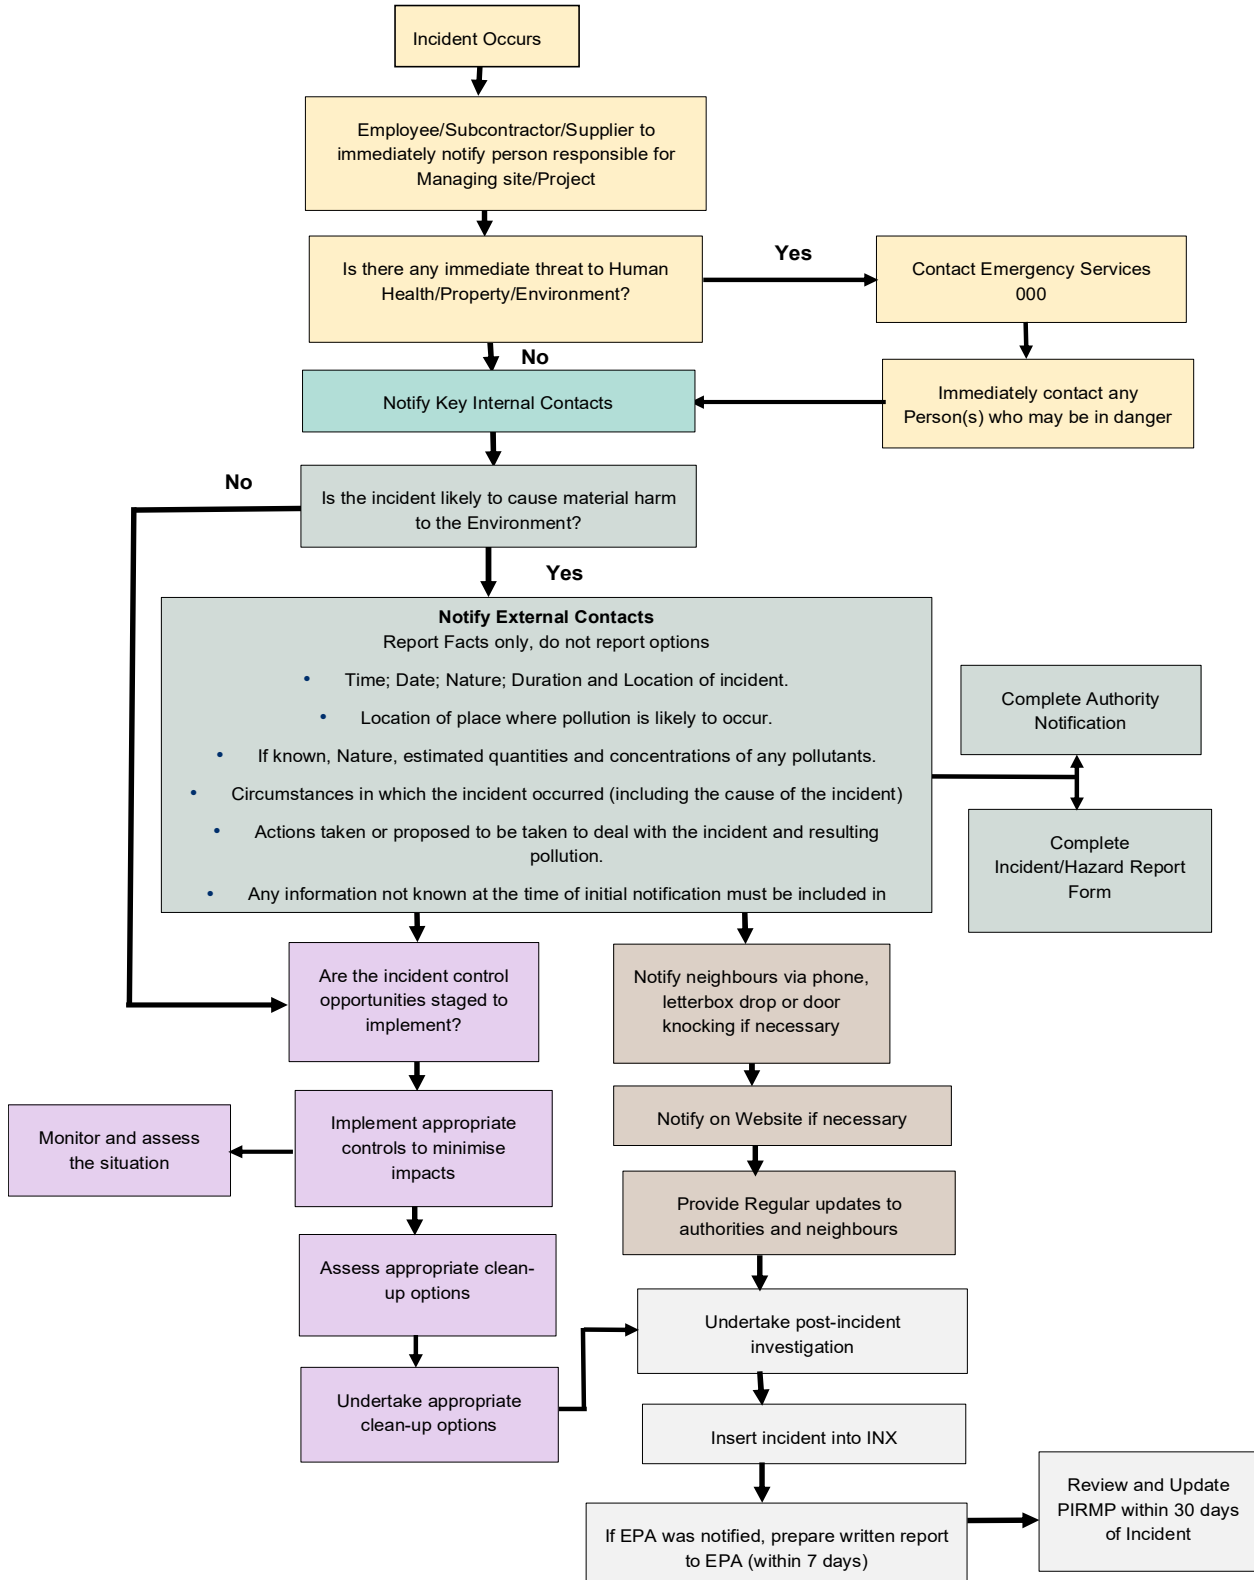 Incident Occurs
Employee/Subcontractor/Supplier to
immediately notify person responsible for
Managing site/Project
Is there any immediate threat to Human
Health/Property/Environment?
Yes
Contact Emergency Services
000
No
Notify Key Internal Contacts
Immediately contact any
Person(s) who may be in danger
No
Is the incident likely to cause material harm
to the Environment?
Yes
Notify External Contacts
Report Facts only, do not report options
• Time; Date; Nature; Duration and Location of incident.
• Location of place where pollution is likely to occur.
• If known, Nature, estimated quantities and concentrations of any pollutants.
• Circumstances in which the incident occurred (including the cause of the incident)
• Actions taken or proposed to be taken to deal with the incident and resulting
pollution.
• Any information not known at the time of initial notification must be included in
Complete Authority
Notification
Complete
Incident/Hazard Report
Form
Are the incident control
opportunities staged to
implement?
Notify neighbours via phone,
letterbox drop or door
knocking if necessary
Monitor and assess
the situation
Implement appropriate
controls to minimise
impacts
Notify on Website if necessary
Provide Regular updates to
authorities and neighbours
Assess appropriate clean-
up options
Undertake post-incident
investigation
Undertake appropriate
clean-up options
Insert incident into INX
If EPA was notified, prepare written report
to EPA (within 7 days)
Review and Update
PIRMP within 30 days
of Incident